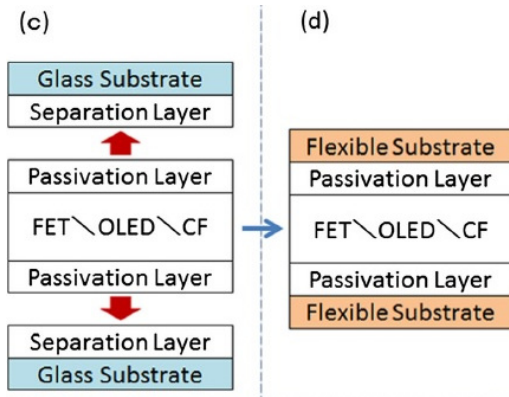 (c)
Glass Substrate
Separation Layer
Passivation Layer
FET＼OLED＼CF
Passivation Layer
Separation Layer
Glass Substrate
(d)
Flexible Substrate
Passivation Layer
FET＼OLED＼CF
Passivation Layer
Flexible Substrate